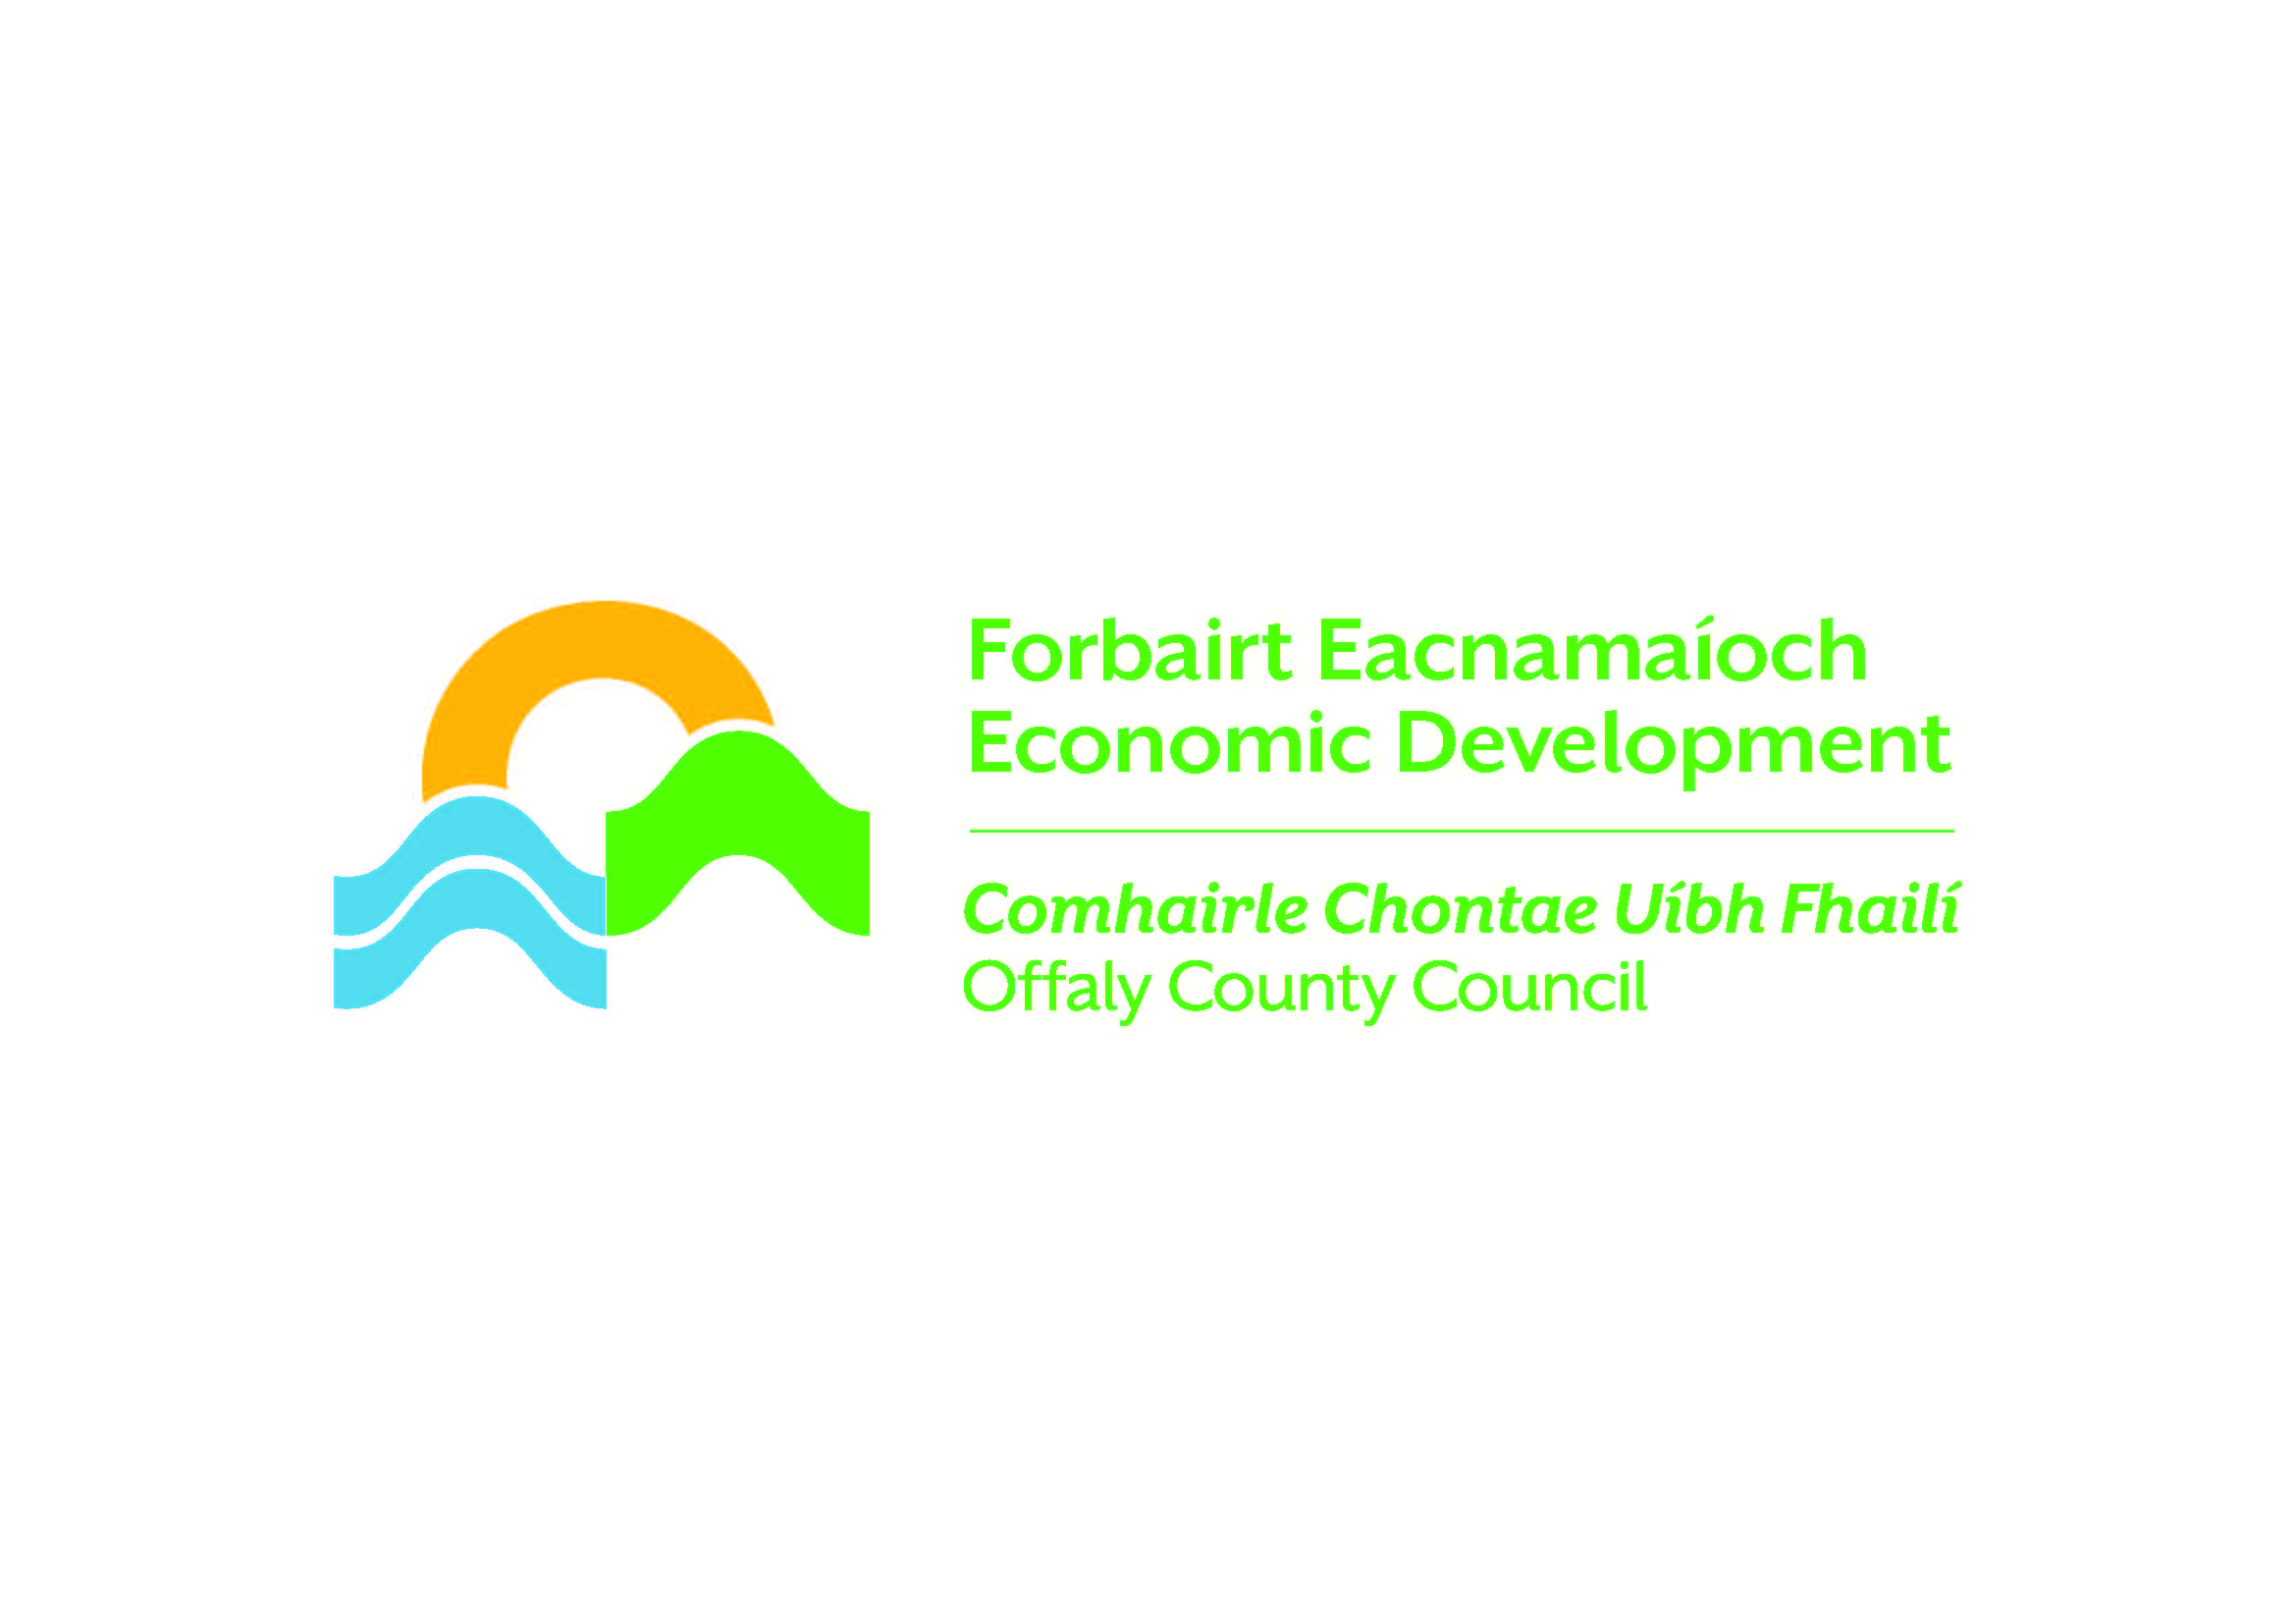 Forbairt Eacnamaíoch
Economic Development
Comhairle Chontae Uíbh Fhailí
Offaly County Council